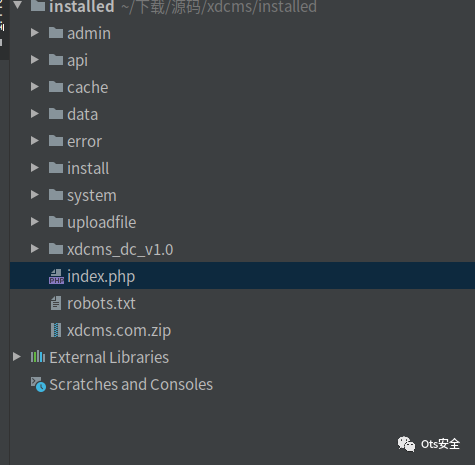 installed ~/下载/源码/xdcms/installed
admin
api
cache
data
error
install
system
uploadfile
xdcms_dc_v1.0
index.php
robots.txt
xdcms.com.zip
External Libraries
Scratches and Consoles
Ots安全